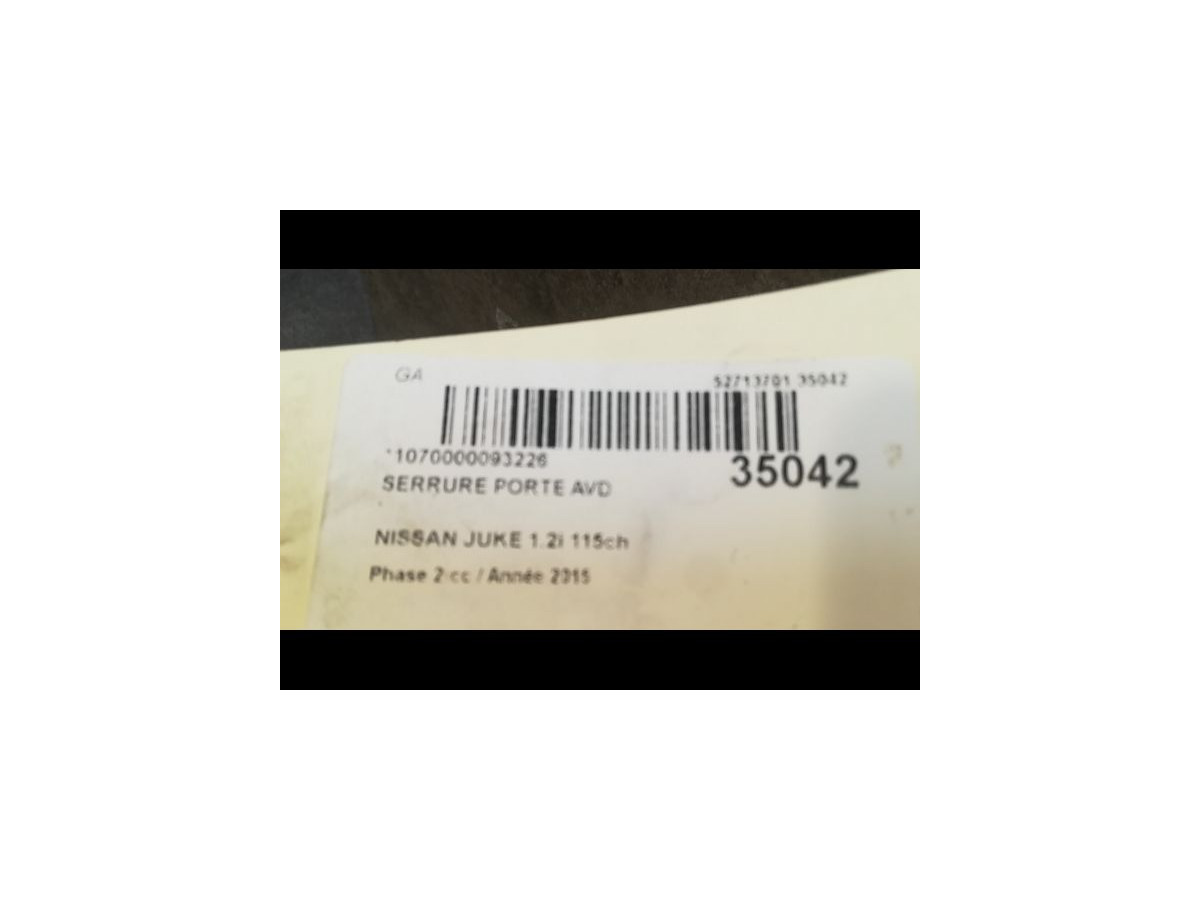 GA
52713701 35042
*1070000093226
35042
SERRURE PORTE AVD
NISSAN JUKE 1.2i 115ch
Phase 2 cc / Année 2015